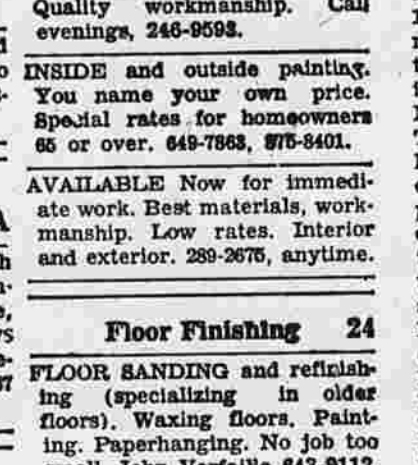 Quality workmanship. Call
evenings, 246-9593.
INSIDE and outside painting.
You name your own price.
Special rates for homeowners
65 or over. 649-7863, 875-8401.
AVAILABLE Now for immedi-
ate work. Best materials, work-
manship. Low rates. Interior
and exterior. 289-2675, anytime.
Floor Finishing 24
FLOOR SANDING and refinish-
ing (specializing in older
floors). Waxing floors. Paint-
ing. Paperhanging. No job too